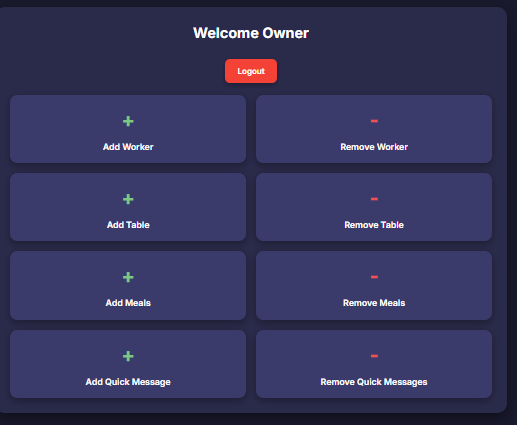 Welcome Owner
Logout
+ -
Add Worker Remove Worker
+ -
Add Table Remove Table
+ -
Add Meals Remove Meals
+ -
Add Quick Message Remove Quick Messages